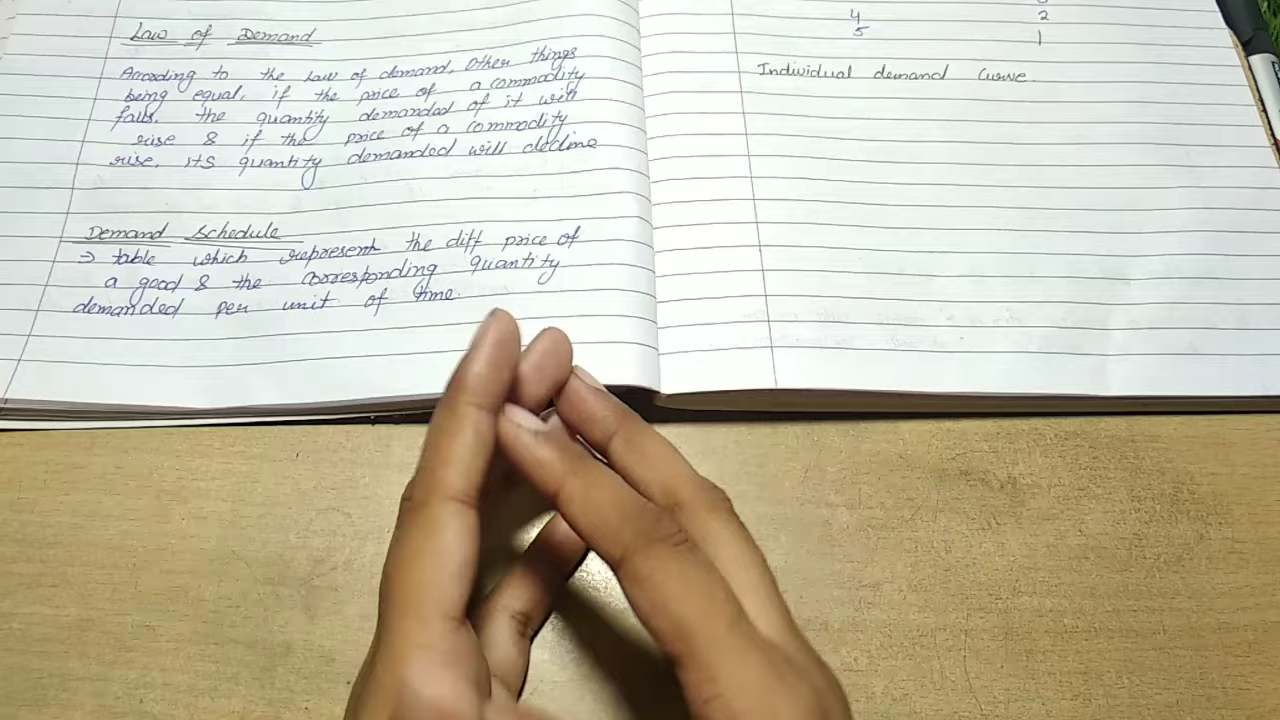 Law of Demand
According to the law of demand, Other things
being equal, if the price of a commodity
falls, the quantity demanded of it will
rise & if the price of a commodity
rise, its quantity demanded will decline
Demand Schedule
⇒ table which represent the diff price of
a good & the corresponding quantity
demanded per unit of time.
4 2
5 1
Individual demand Curve